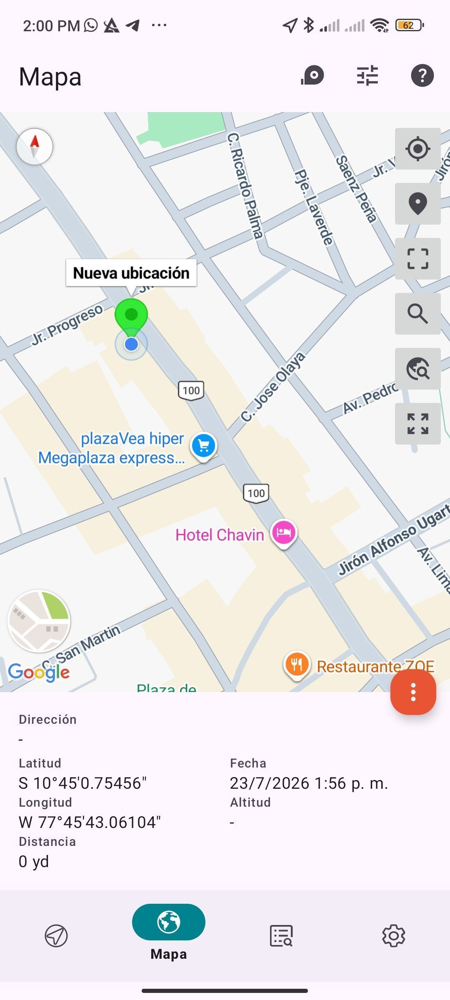 2:00 PM
62
Mapa
C. Ricardo Palma
Pje. Laverde
Saenz Peña
Jr. V
Jirón
Nueva ubicación
Jr.
Jr. Progreso
C. Jose Olaya
Av. Pedro
100
plazaVea hiper
Megaplaza express...
100
Hotel Chavin
Jirón Alfonso Ugart
Av. Lima
C. San Martin
Google
Restaurante ZOE
Plaza de
Dirección
-
Latitud
S 10°45'0.75456"
Fecha
23/7/2026 1:56 p. m.
Longitud
W 77°45'43.06104"
Altitud
-
Distancia
0 yd
Mapa